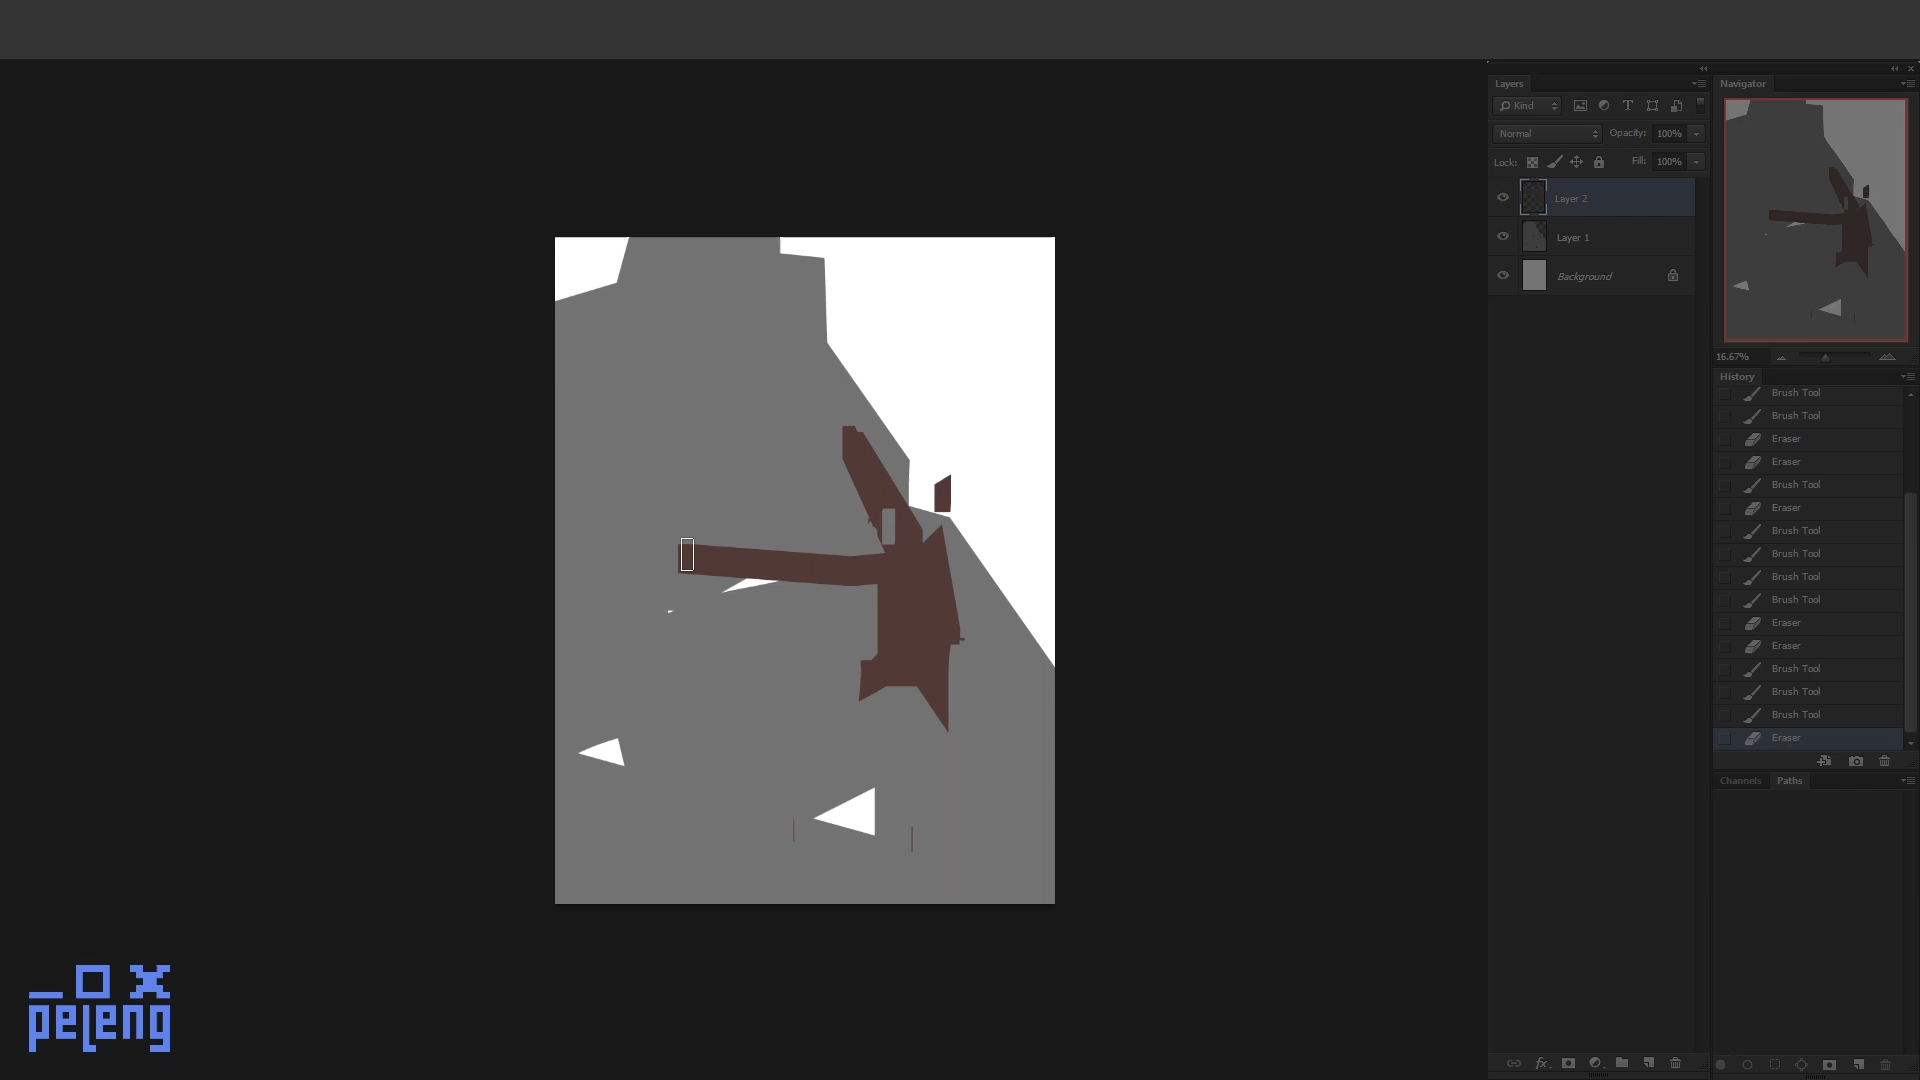 Layers
Kind
Normal
Opacity:
100%
Lock:
Fill:
100%
Layer 2
Layer 1
Background
fx
Navigator
16.67%
History
Brush Tool
Brush Tool
Eraser
Eraser
Brush Tool
Eraser
Brush Tool
Brush Tool
Brush Tool
Brush Tool
Eraser
Eraser
Brush Tool
Brush Tool
Brush Tool
Eraser
Channels
Paths
peleng